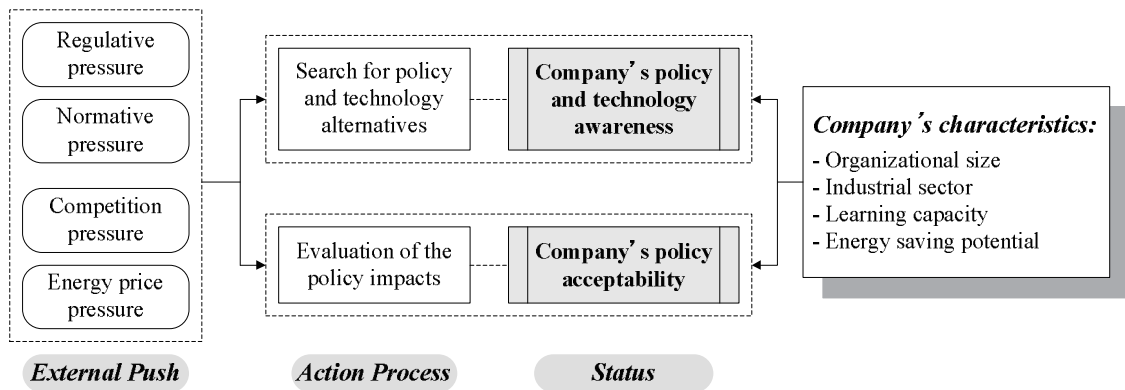 Regulative
pressure
Normative
pressure
Competition
pressure
Energy price
pressure
External Push
Search for policy
and technology
alternatives
Evaluation of the
policy impacts
Action Process
Company's policy
and technology
awareness
Company's policy
acceptability
Status
Company's characteristics:
- Organizational size
- Industrial sector
- Learning capacity
- Energy saving potential